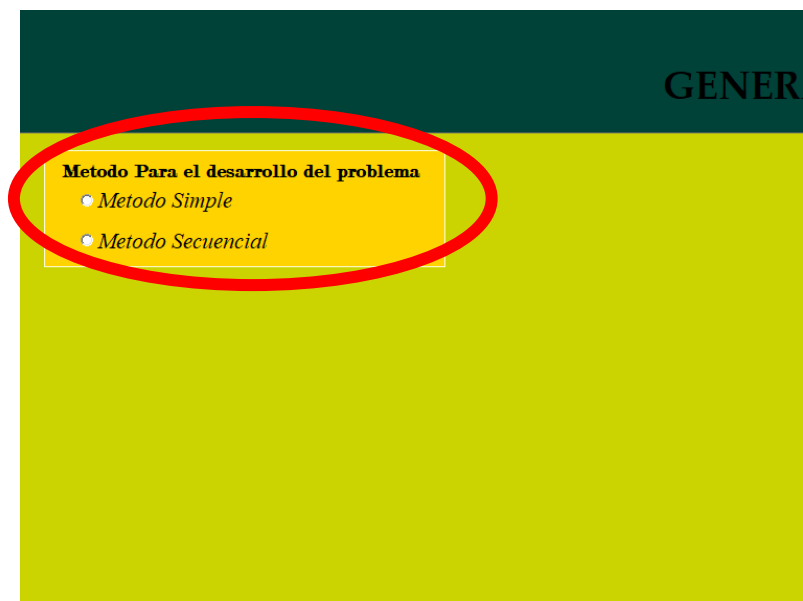 GENER
Metodo Para el desarrollo del problema
Metodo Simple
Metodo Secuencial